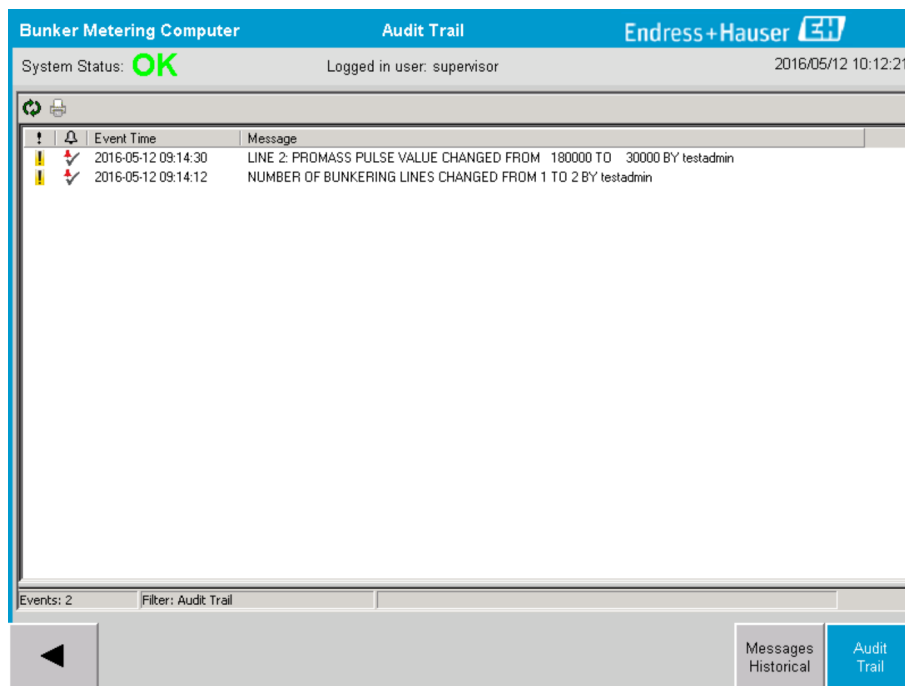 Bunker Metering Computer Audit Trail Endress+Hauser EH
System Status: OK Logged in user: supervisor 2016/05/12 10:12:21
! Event Time Message
! 2016-05-12 09:14:30 LINE 2: PROMASS PULSE VALUE CHANGED FROM 180000 TO 30000 BY testadmin
! 2016-05-12 09:14:12 NUMBER OF BUNKERING LINES CHANGED FROM 1 TO 2 BY testadmin
Events: 2 Filter: Audit Trail
Messages Audit
Historical Trail